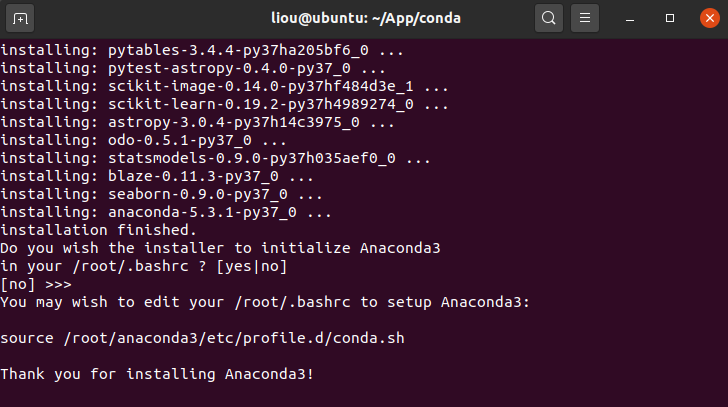 liou@ubuntu: ~/App/conda
installing: pytables-3.4.4-py37ha205bf6_0 ...
installing: pytest-astropy-0.4.0-py37_0 ...
installing: scikit-image-0.14.0-py37hf484d3e_1 ...
installing: scikit-learn-0.19.2-py37h4989274_0 ...
installing: astropy-3.0.4-py37h14c3975_0 ...
installing: odo-0.5.1-py37_0 ...
installing: statsmodels-0.9.0-py37h035aef0_0 ...
installing: blaze-0.11.3-py37_0 ...
installing: seaborn-0.9.0-py37_0 ...
installing: anaconda-5.3.1-py37_0 ...
installation finished.
Do you wish the installer to initialize Anaconda3
in your /root/.bashrc ? [yes|no]
[no] >>>
You may wish to edit your /root/.bashrc to setup Anaconda3:
source /root/anaconda3/etc/profile.d/conda.sh
Thank you for installing Anaconda3!